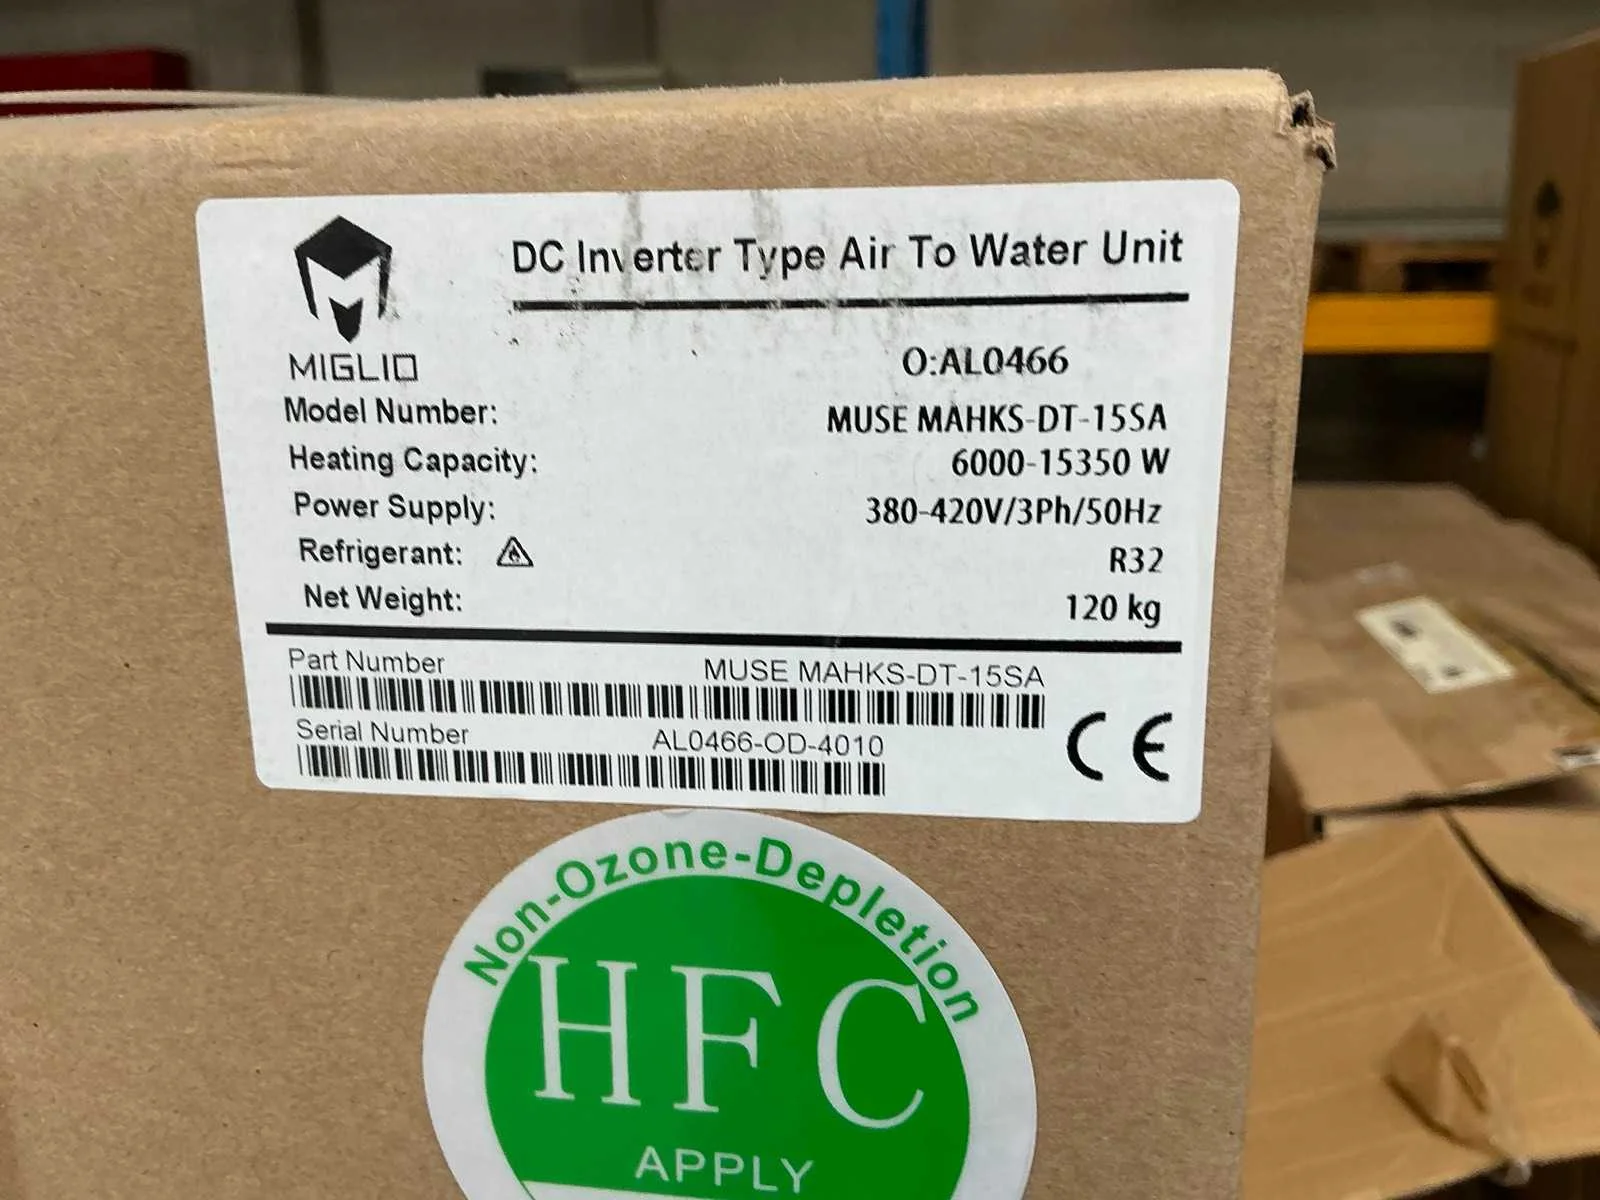 DC Inverter Type Air To Water Unit
MIGLIO
O:AL0466
Model Number: MUSE MAHKS-DT-15SA
Heating Capacity: 6000-15350 W
Power Supply: 380-420V/3Ph/50Hz
Refrigerant: R32
Net Weight: 120 kg
Part Number MUSE MAHKS-DT-15SA
Serial Number AL0466-OD-4010
CE
Non-Ozone-Depletion
HFC
APPLY